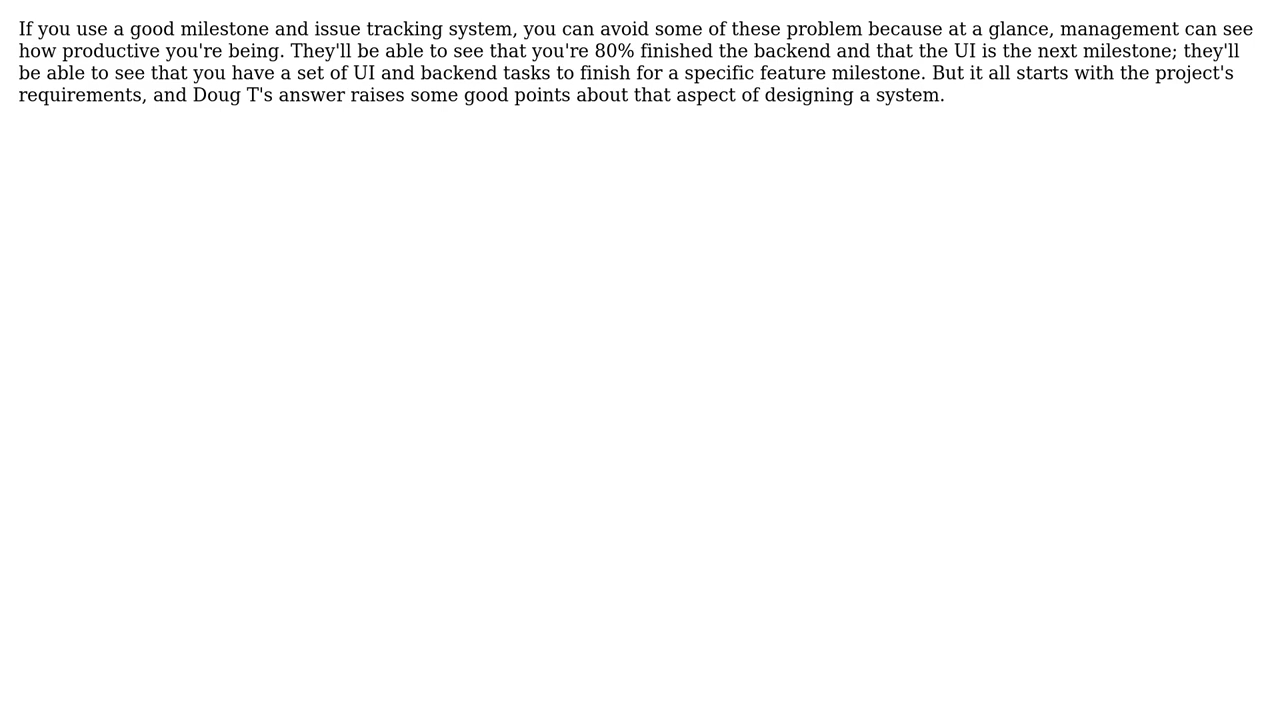 If you use a good milestone and issue tracking system, you can avoid some of these problem because at a glance, management can see
how productive you're being. They'll be able to see that you're 80% finished the backend and that the UI is the next milestone; they'll
be able to see that you have a set of UI and backend tasks to finish for a specific feature milestone. But it all starts with the project's
requirements, and Doug T's answer raises some good points about that aspect of designing a system.